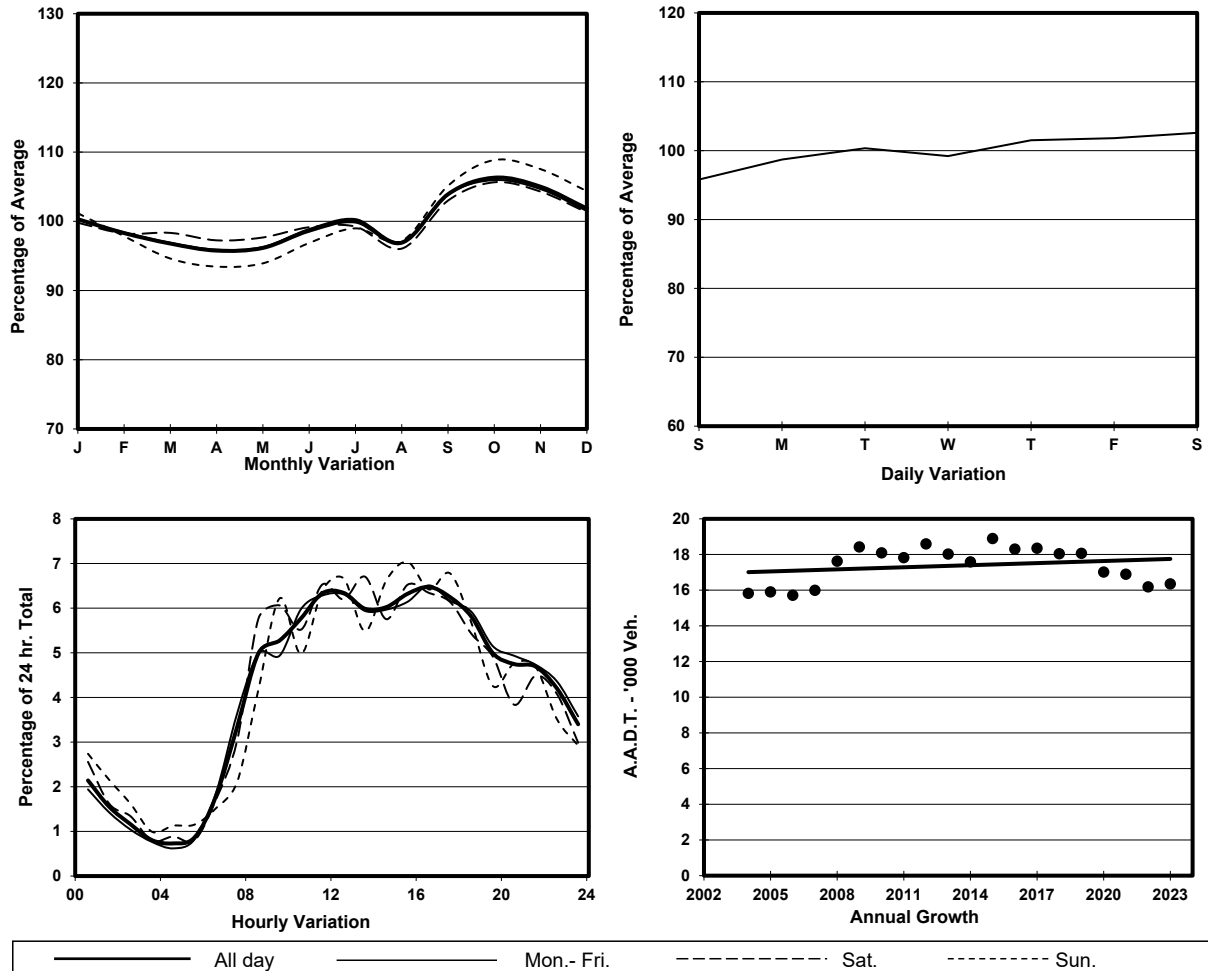 130
120
110
100
90
80
70
Percentage of Average
J F M A M J J A S O N D
Monthly Variation
120
110
100
90
80
70
60
Percentage of Average
S M T W T F S
Daily Variation
8
7
6
5
4
3
2
1
0
Percentage of 24 hr. Total
00 04 08 12 16 20 24
Hourly Variation
20
18
16
14
12
10
8
6
4
2
0
A.A.D.T. - '000 Veh.
2002 2005 2008 2011 2014 2017 2020 2023
Annual Growth
All day Mon.- Fri. Sat. Sun.